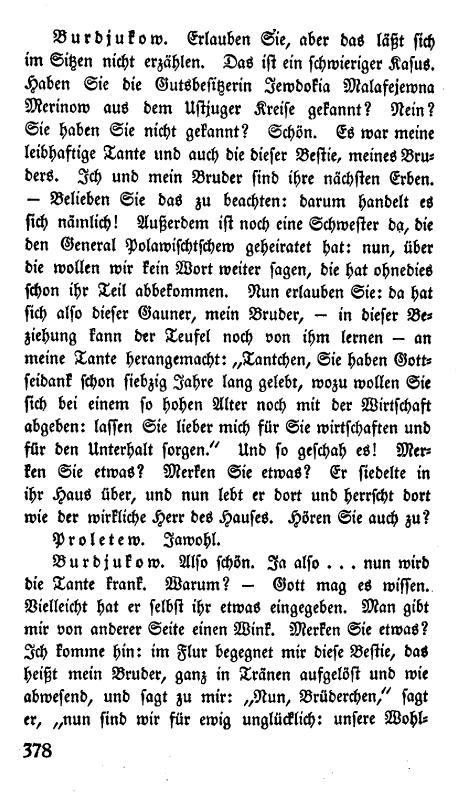 Burdjukow. Erlauben Sie, aber das läßt sich
im Sitzen nicht erzählen. Das ist ein schwieriger Kasus.
Haben Sie die Gutsbesitzerin Jewdokia Malafejewna
Merinow aus dem Ustjuger Kreise gekannt? Nein?
Sie haben Sie nicht gekannt? Schön. Es war meine
leibhaftige Tante und auch die dieser Bestie, meines Bru-
ders. Ich und mein Bruder sind ihre nächsten Erben.
— Belieben Sie das zu beachten: darum handelt es
sich nämlich! Außerdem ist noch eine Schwester da, die
den General Polawischtschew geheiratet hat: nun, über
die wollen wir kein Wort weiter sagen, die hat ohnedies
schon ihr Teil abbekommen. Nun erlauben Sie: da hat
sich also dieser Gauner, mein Bruder, — in dieser Be-
ziehung kann der Teufel noch von ihm lernen — an
meine Tante herangemacht: „Tantchen, Sie haben Gott-
seidank schon siebzig Jahre lang gelebt, wozu wollen Sie
sich bei einem so hohen Alter noch mit der Wirtschaft
abgeben: lassen Sie lieber mich für Sie wirtschaften und
für den Unterhalt sorgen.“ Und so geschah es! Mer-
ken Sie etwas? Merken Sie etwas? Er siedelte in
ihr Haus über, und nun lebt er dort und herrscht dort
wie der wirkliche Herr des Hauses. Hören Sie auch zu?
Proletew. Jawohl.
Burdjukow. Also schön. Ja also . . . nun wird
die Tante krank. Warum? — Gott mag es wissen.
Vielleicht hat er selbst ihr etwas eingegeben. Man gibt
mir von anderer Seite einen Wink. Merken Sie etwas?
Ich komme hin: im Flur begegnet mir diese Bestie, das
heißt mein Bruder, ganz in Tränen aufgelöst und wie
abwesend, und sagt zu mir: „Nun, Brüderchen,“ sagt
er, „nun sind wir für ewig unglücklich: unsere Wohl-
378